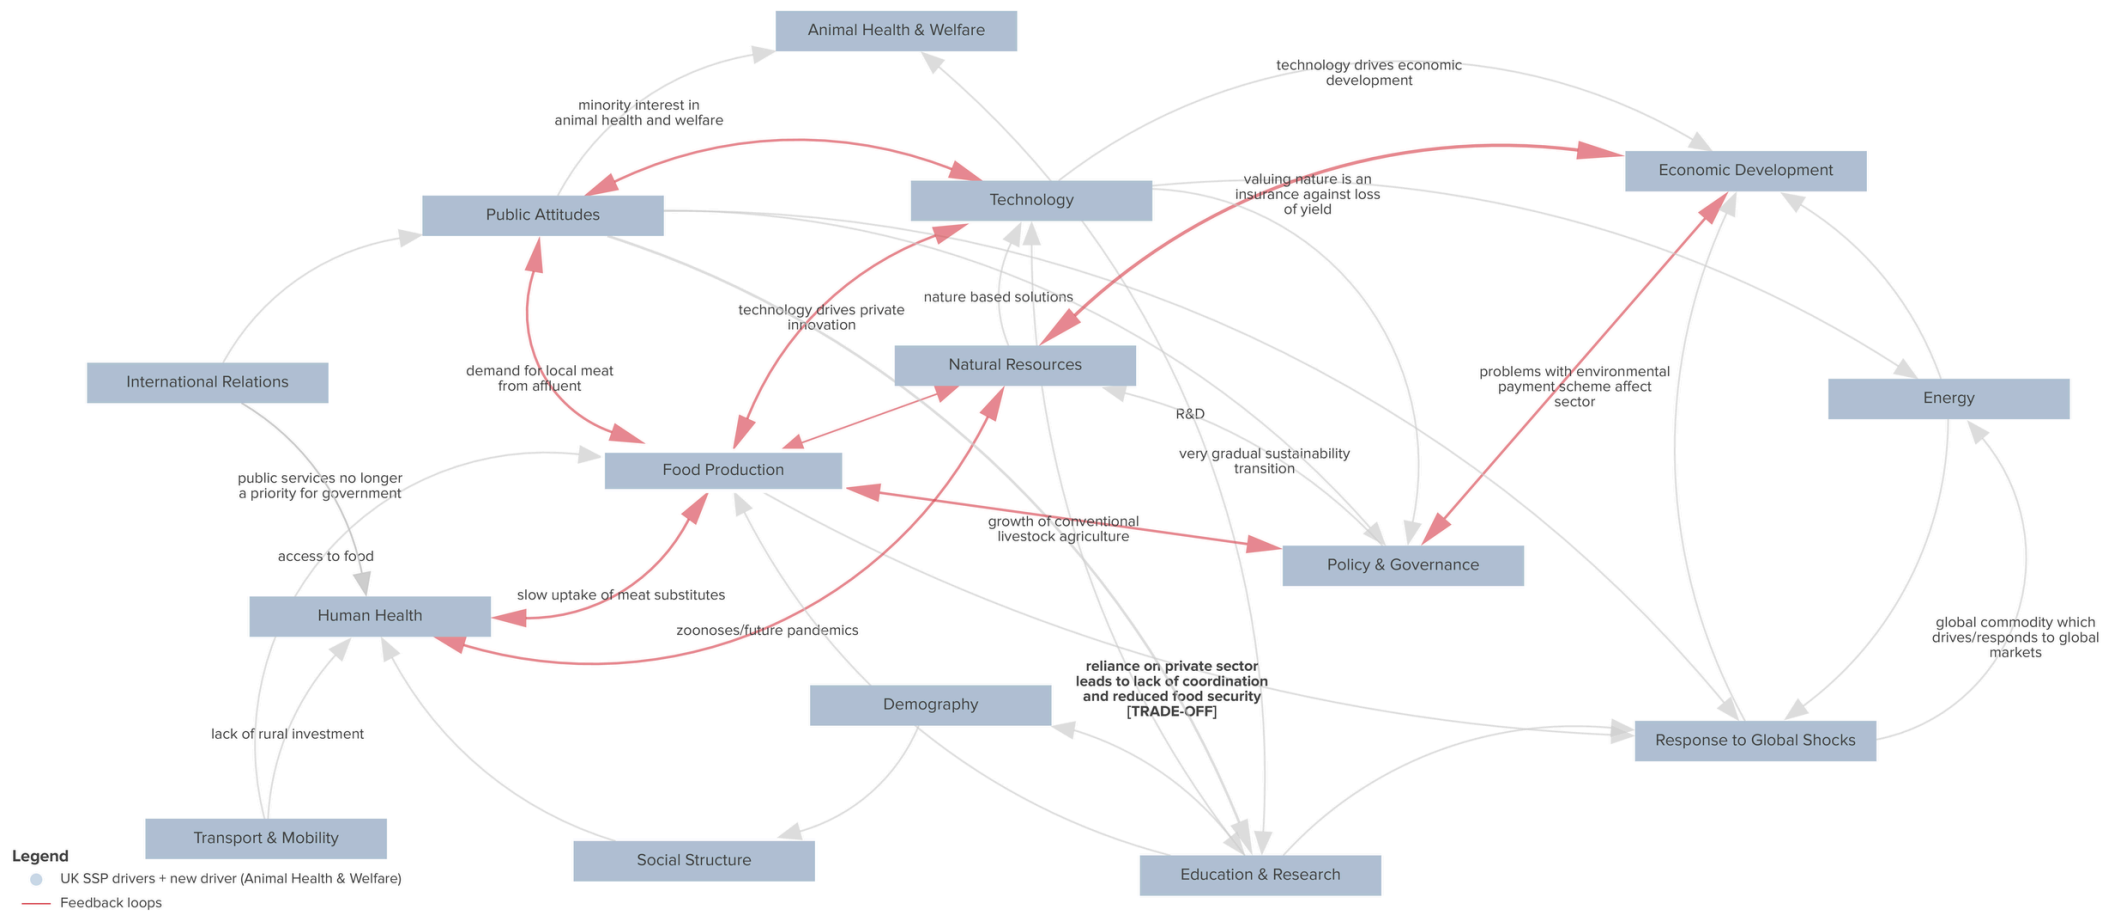 Animal Health & Welfare
technology drives economic
development
minority interest in
animal health and welfare
Economic Development
valuing nature is an
insurance against loss
of yield
Technology
Public Attitudes
nature based solutions
technology drives private
innovation
Natural Resources
demand for local meat
from affluent
problems with environmental
payment scheme affect
sector
International Relations
Energy
R&D
very gradual sustainability
transition
Food Production
public services no longer
a priority for government
growth of conventional
livestock agriculture
access to food
Policy & Governance
slow uptake of meat substitutes
Human Health
zoonoses/future pandemics
global commodity which
drives/responds to global
markets
reliance on private sector
leads to lack of coordination
and reduced food security
[TRADE-OFF]
Demography
lack of rural investment
Response to Global Shocks
Transport & Mobility
Social Structure
Education & Research
Legend
UK SSP drivers + new driver (Animal Health & Welfare)
Feedback loops